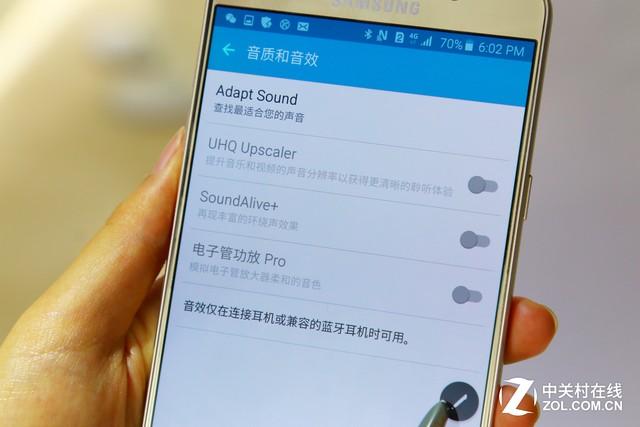 SAMSUNG
4G 70% 6:02 PM
音质和音效
Adapt Sound
查找最适合您的声音
UHQ Upscaler
提升音乐和视频的声音分辨率以获得更清晰的聆听体验
SoundAlive+
再现丰富的环绕声效果
电子管功放 Pro
模拟电子管放大器柔和的音色
音效仅在连接耳机或兼容的蓝牙耳机时可用。
中关村在线
ZOL.COM.CN